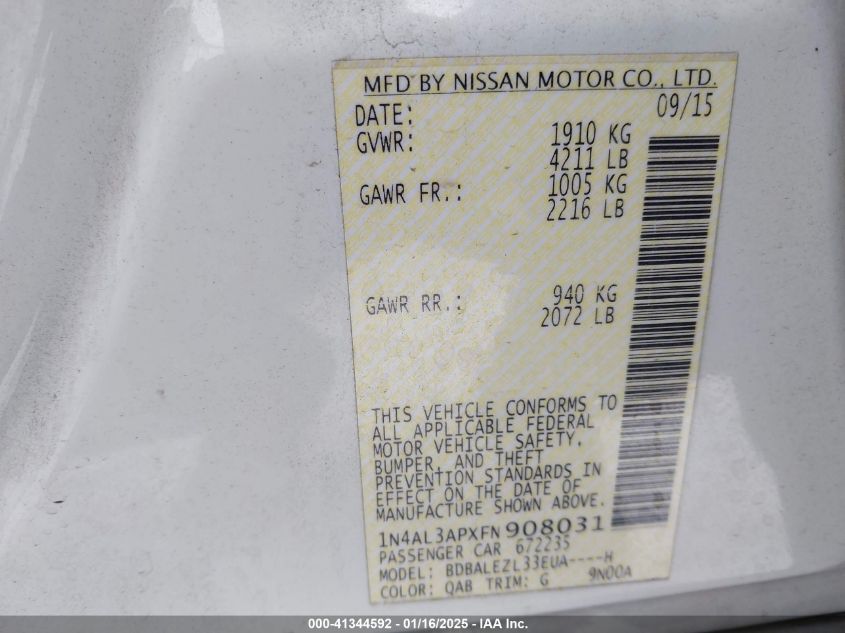 MFD BY NISSAN MOTOR CO., LTD.
DATE: 09/15
GVWR: 1910 KG
4211 LB
GAWR FR.: 1005 KG
2216 LB
GAWR RR.: 940 KG
2072 LB
THIS VEHICLE CONFORMS TO
ALL APPLICABLE FEDERAL
MOTOR VEHICLE SAFETY,
BUMPER, AND THEFT
PREVENTION STANDARDS IN
EFFECT ON THE DATE OF
MANUFACTURE SHOWN ABOVE.
1N4AL3APXFN908031
PASSENGER CAR 672235
MODEL: BDBALEZL33EUA----H
COLOR: QAB TRIM: G 9N00A
000-41344592 - 01/16/2025 - IAA, Inc.